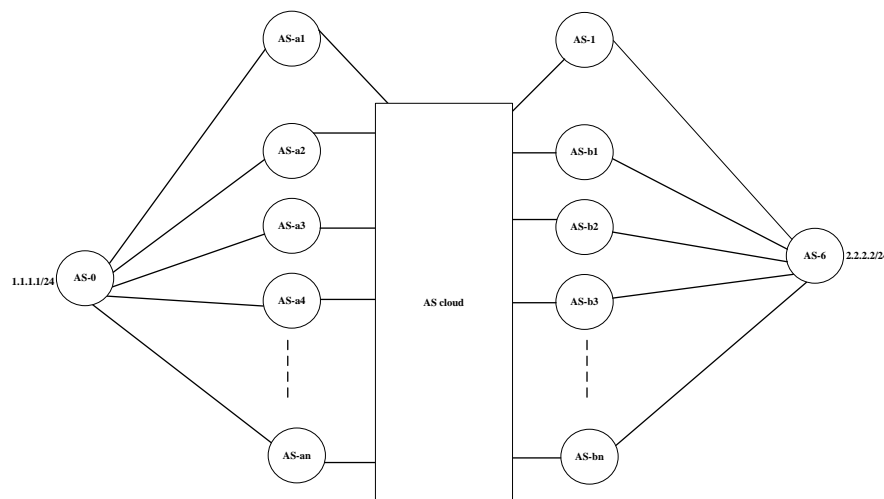 AS-a1
AS-1
AS-a2
AS-b1
AS-a3
AS-b2
1.1.1.1/24
AS-0
AS-6
2.2.2.2/2
AS-a4
AS cloud
AS-b3
AS-an
AS-bn